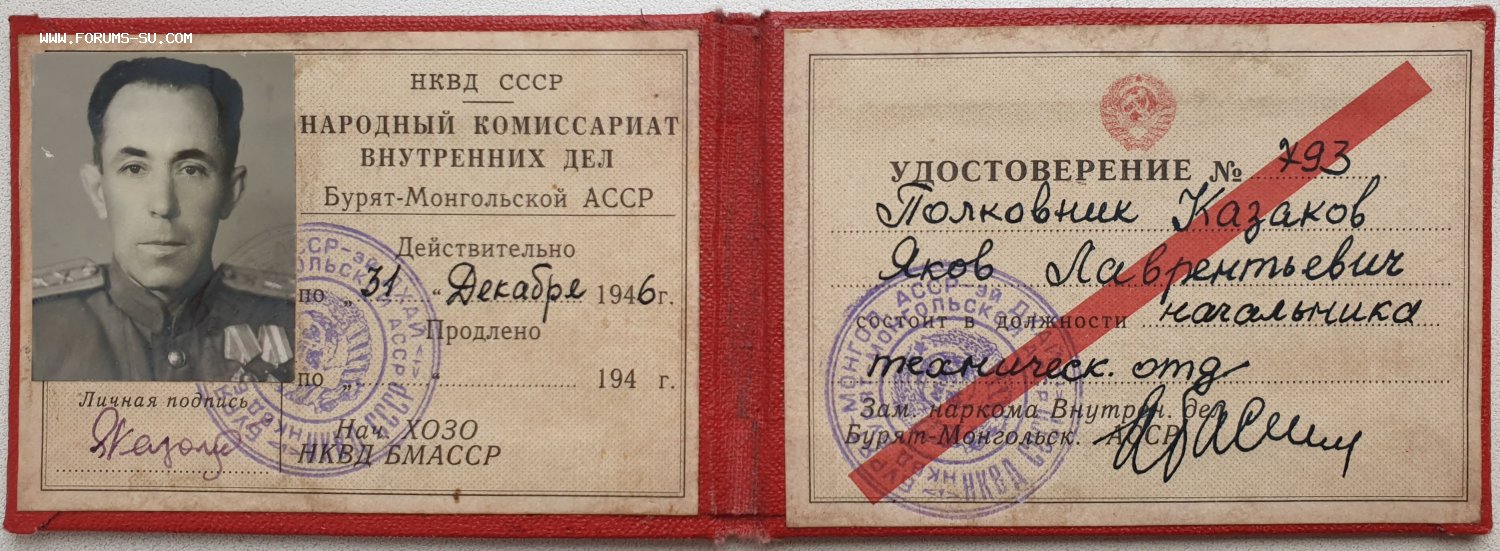 WWW.FORUMS-SU.COM
НКВД СССР
НАРОДНЫЙ КОМИССАРИАТ
ВНУТРЕННИХ ДЕЛ
Бурят-Монгольской АССР
Действительно
по „ 31 “ Декабря 1946 г.
Продлено
по „ “ 194 г.
Личная подпись
Нач. ХОЗО
НКВД БМАССР
УДОСТОВЕРЕНИЕ № 793
Полковник Казаков
Яков Лаврентьевич
состоит в должности начальника
техническ. отд
Зам. наркома Внутрен. дел
Бурят-Монгольск. АССР